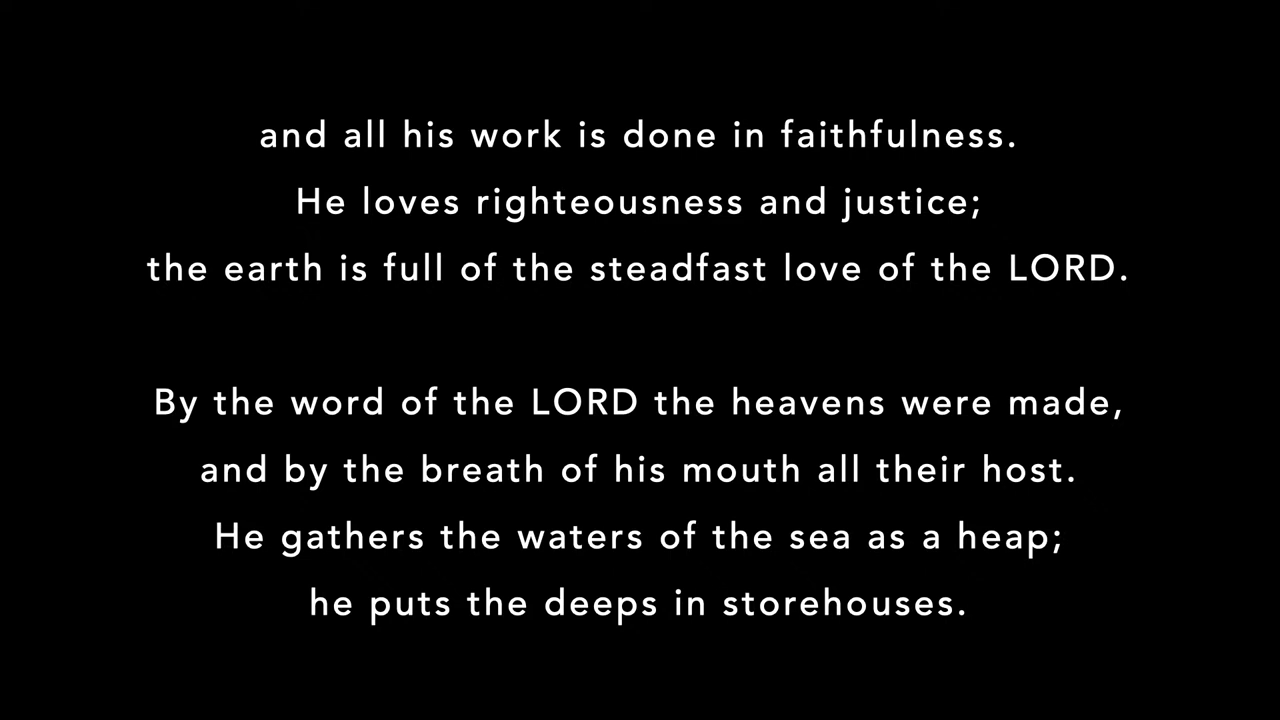 and all his work is done in faithfulness.
He loves righteousness and justice;
the earth is full of the steadfast love of the LORD.
By the word of the LORD the heavens were made,
and by the breath of his mouth all their host.
He gathers the waters of the sea as a heap;
he puts the deeps in storehouses.